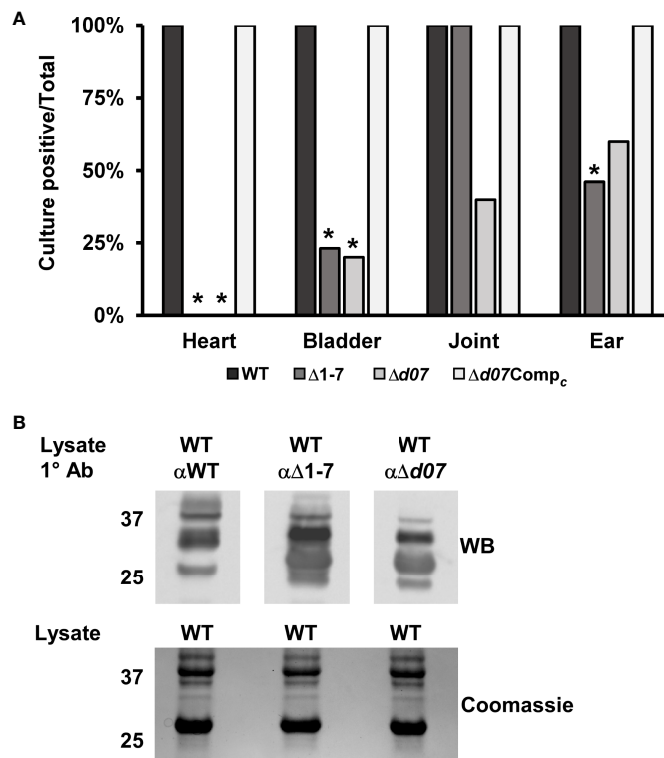 A
Culture positive/Total
100%
75%
50%
25%
0%
* * * * *
Heart Bladder Joint Ear
WT Δ1-7 Δd07 Δd07Compc
B
Lysate WT WT WT
1° Ab αWT αΔ1-7 αΔd07
37
25
WB
Lysate WT WT WT
37
25
Coomassie